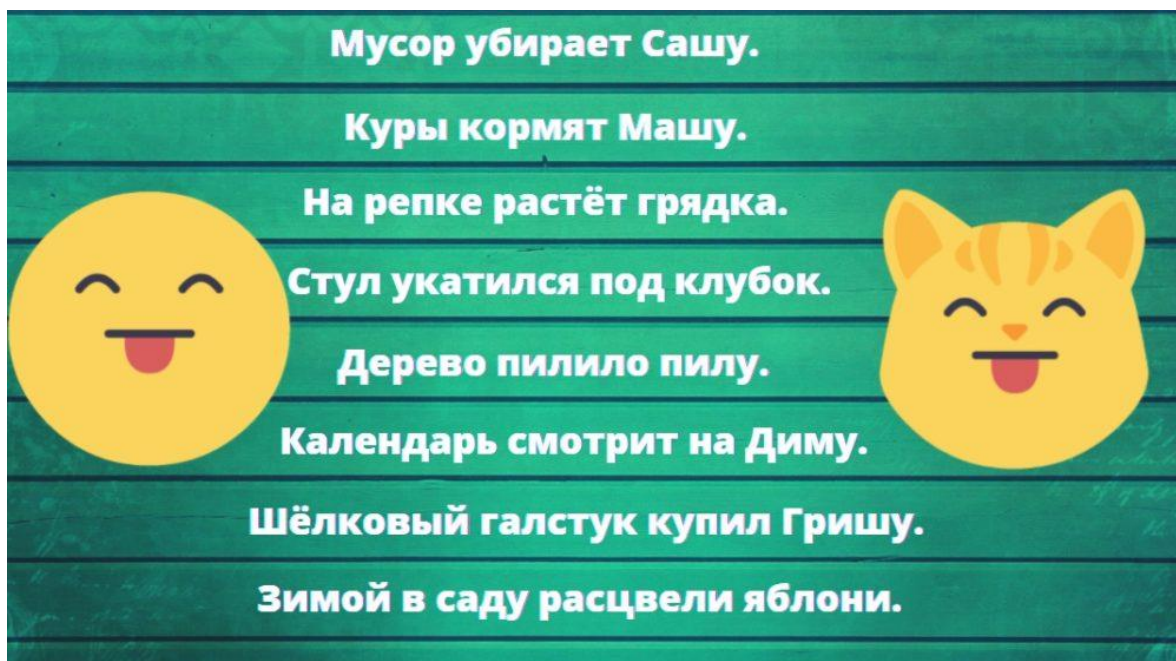 Мусор убирает Сашу.
Куры кормят Машу.
На репке растёт грядка.
Стул укатился под клубок.
Дерево пилило пилу.
Календарь смотрит на Диму.
Шёлковый галстук купил Гришу.
Зимой в саду расцвели яблони.